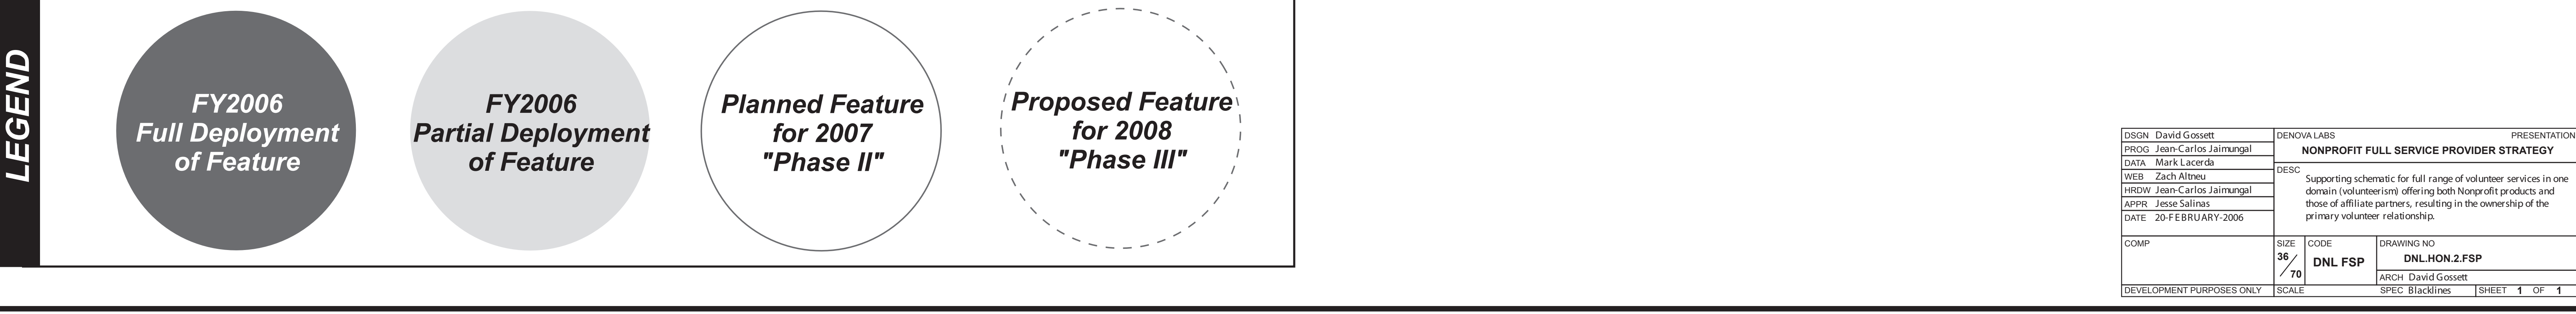 LEGEND
FY2006
Full Deployment
of Feature
FY2006
Partial Deployment
of Feature
Planned Feature
for 2007
"Phase II"
Proposed Feature
for 2008
"Phase III"
DSGN David Gossett
PROG Jean-Carlos Jaimungal
DATA Mark Lacerda
WEB Zach Altneu
HRDW Jean-Carlos Jaimungal
APPR Jesse Salinas
DATE 20-FEBRUARY-2006
COMP
DEVELOPMENT PURPOSES ONLY
DENOVA LABS PRESENTATION
NONPROFIT FULL SERVICE PROVIDER STRATEGY
DESC
Supporting schematic for full range of volunteer services in one
domain (volunteerism) offering both Nonprofit products and
those of affiliate partners, resulting in the ownership of the
primary volunteer relationship.
SIZE
36/70
CODE
DNL FSP
DRAWING NO
DNL.HON.2.FSP
ARCH David Gossett
SCALE SPEC Blacklines SHEET 1 OF 1